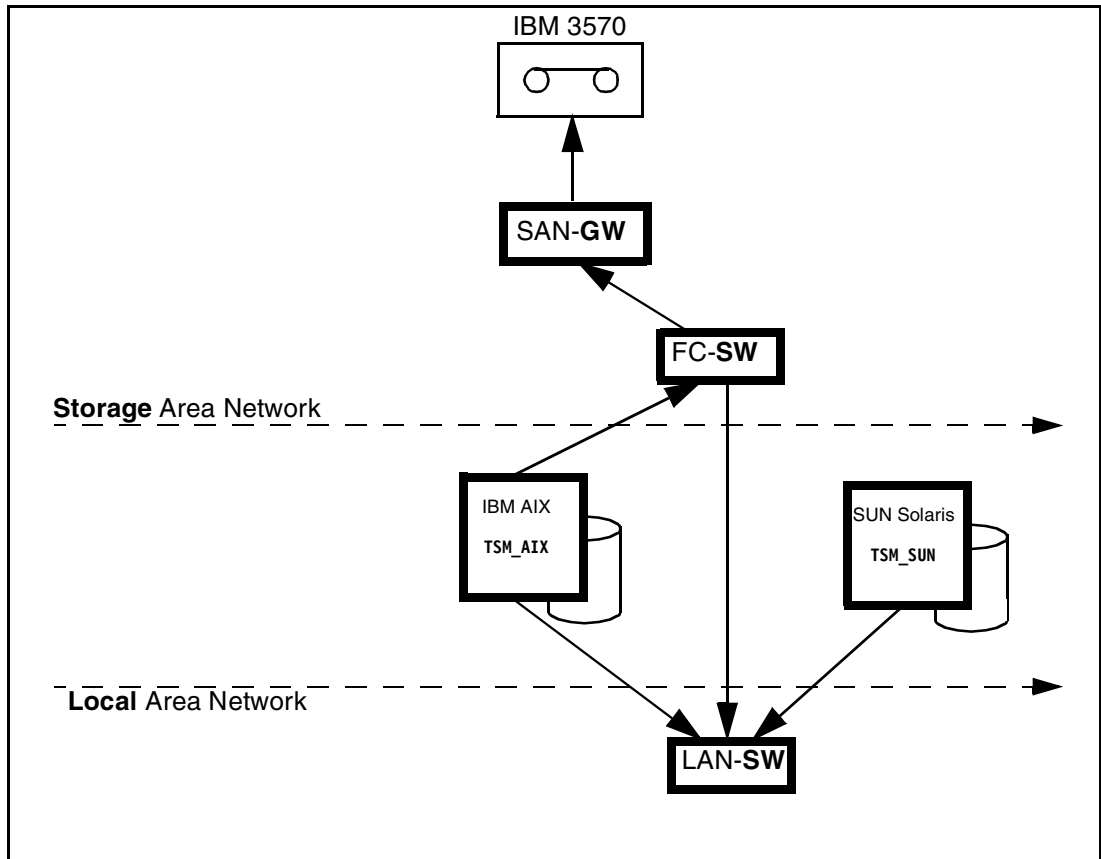 IBM 3570
SAN-GW
FC-SW
Storage Area Network
IBM AIX
TSM_AIX
SUN Solaris
TSM_SUN
Local Area Network
LAN-SW